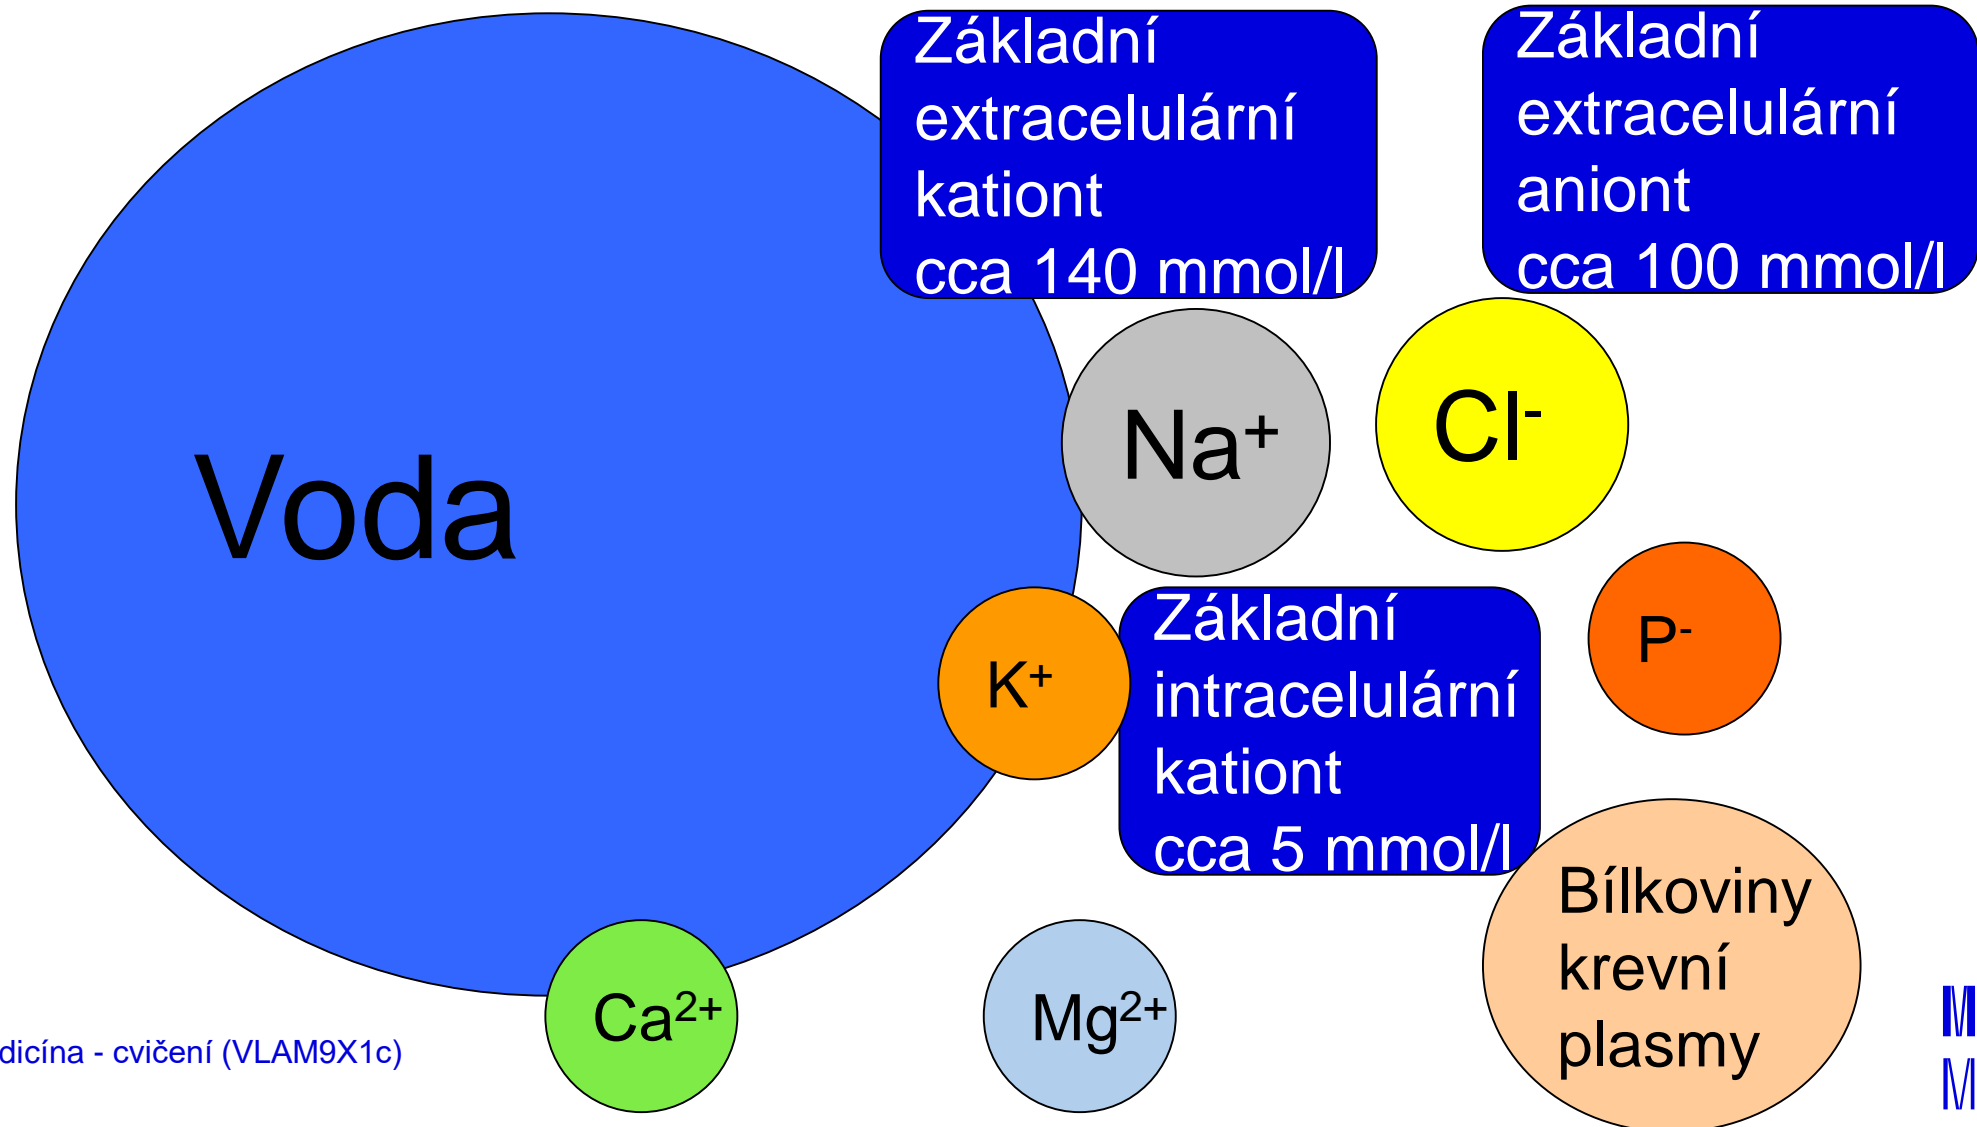 Základní
extracelulární
kationt
cca 140 mmol/l
Základní
extracelulární
aniont
cca 100 mmol/l
Voda
Na⁺
Cl⁻
K⁺
Základní
intracelulární
kationt
cca 5 mmol/l
P⁻
Ca²⁺
Mg²⁺
Bílkoviny
krevní
plasmy
dicína - cvičení (VLAM9X1c)
M
M